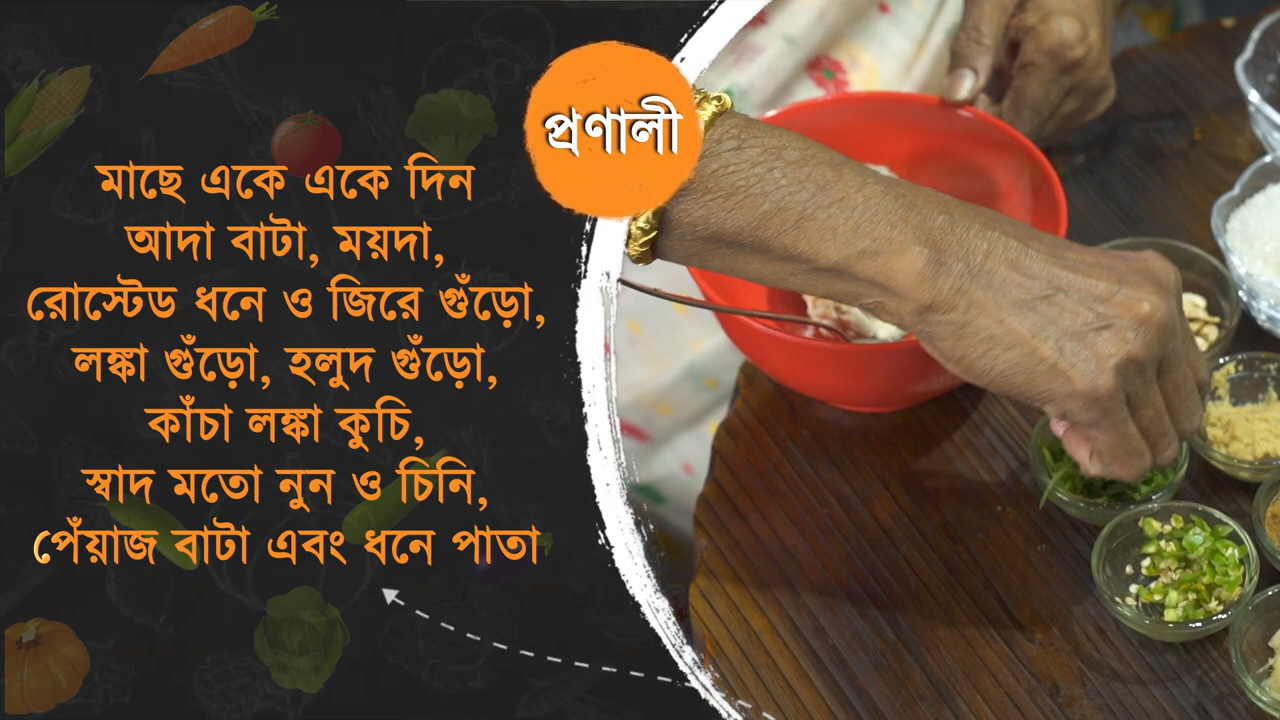 প্রণালী
মাছে একে একে দিন
আদা বাটা, ময়দা,
রোস্টেড ধনে ও জিরে গুঁড়ো,
লঙ্কা গুঁড়ো, হলুদ গুঁড়ো,
কাঁচা লঙ্কা কুচি,
স্বাদ মতো নুন ও চিনি,
পেঁয়াজ বাটা এবং ধনে পাতা